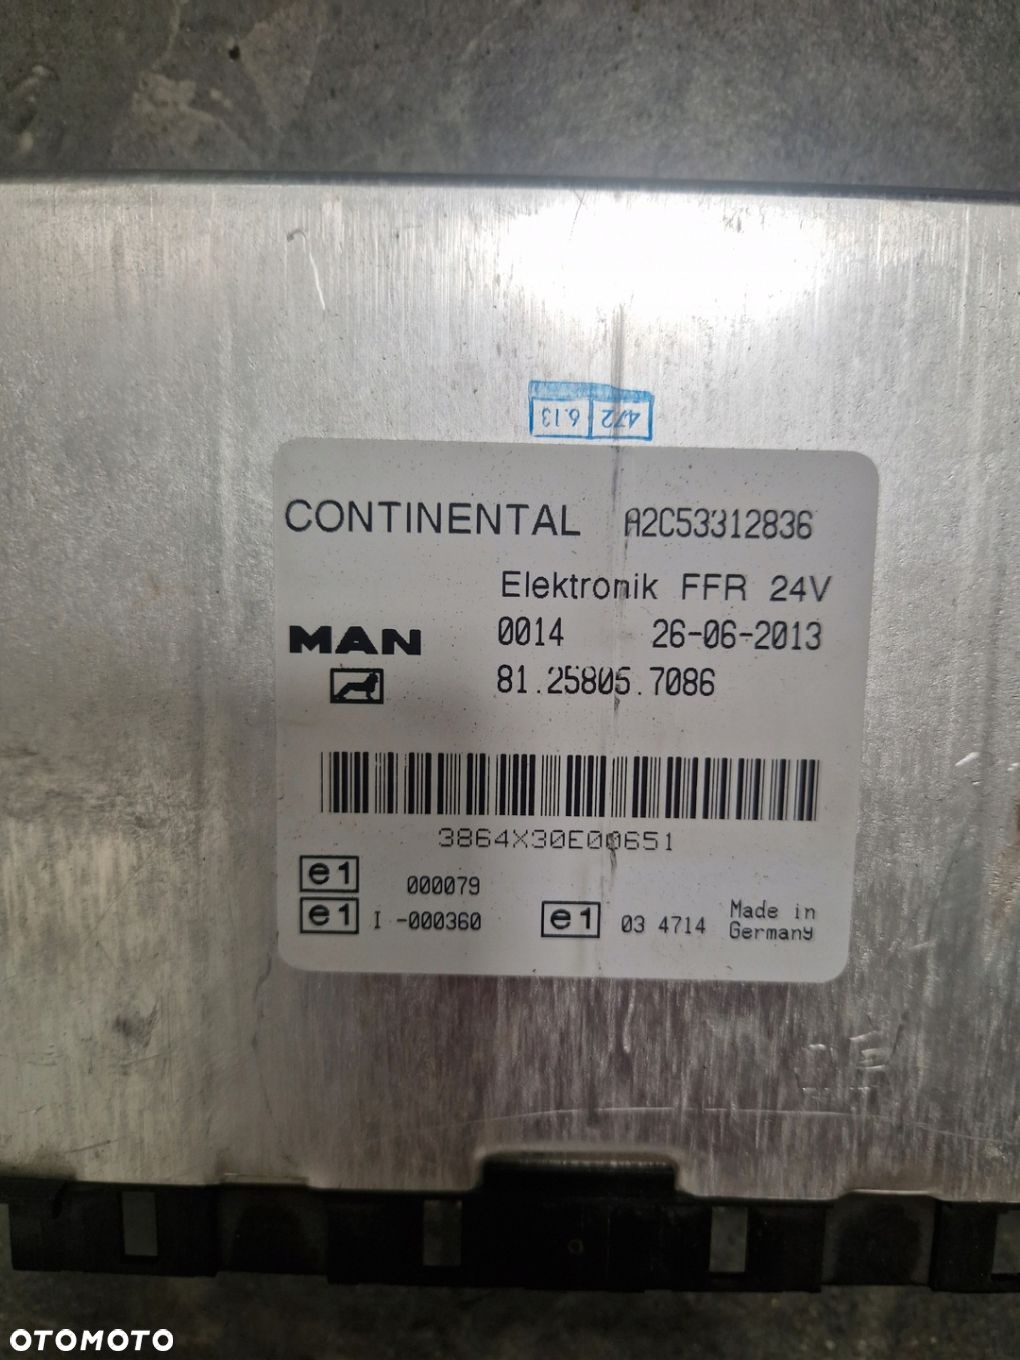 472 6.13
CONTINENTAL A2C53312836
Elektronik FFR 24V
MAN 0014 26-06-2013
81.25805.7086
3864X30E00651
e1 000079
e1 I -000360 e1 03 4714 Made in
Germany
OTOMOTO